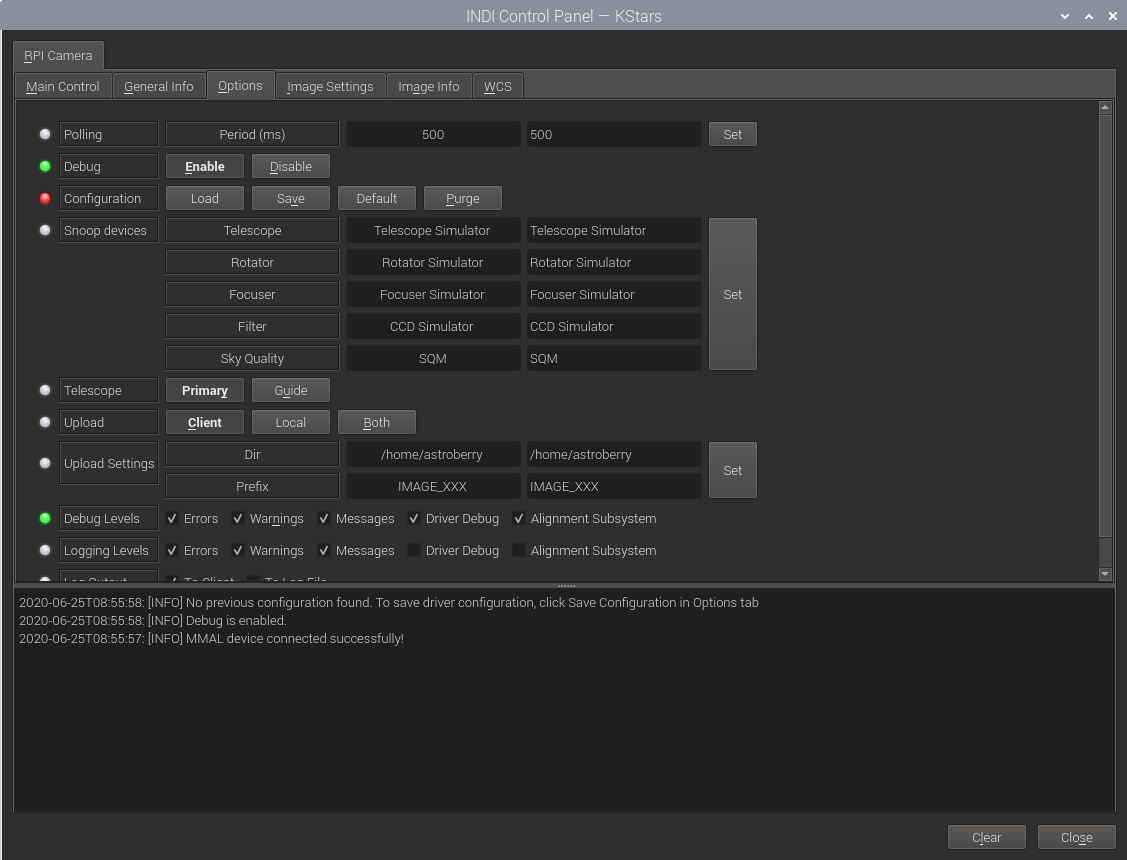 INDI Control Panel — KStars
RPI Camera
Main Control General Info Options Image Settings Image Info WCS
Polling Period (ms) 500 500 Set
Debug Enable Disable
Configuration Load Save Default Purge
Snoop devices Telescope Telescope Simulator Telescope Simulator
Rotator Rotator Simulator Rotator Simulator
Focuser Focuser Simulator Focuser Simulator Set
Filter CCD Simulator CCD Simulator
Sky Quality SQM SQM
Telescope Primary Guide
Upload Client Local Both
Upload Settings Dir /home/astroberry /home/astroberry Set
Prefix IMAGE_XXX IMAGE_XXX
Debug Levels Errors Warnings Messages Driver Debug Alignment Subsystem
Logging Levels Errors Warnings Messages Driver Debug Alignment Subsystem
Log Output To Client To Log File
2020-06-25T08:55:58: [INFO] No previous configuration found. To save driver configuration, click Save Configuration in Options tab
2020-06-25T08:55:58: [INFO] Debug is enabled.
2020-06-25T08:55:57: [INFO] MMAL device connected successfully!
Clear Close